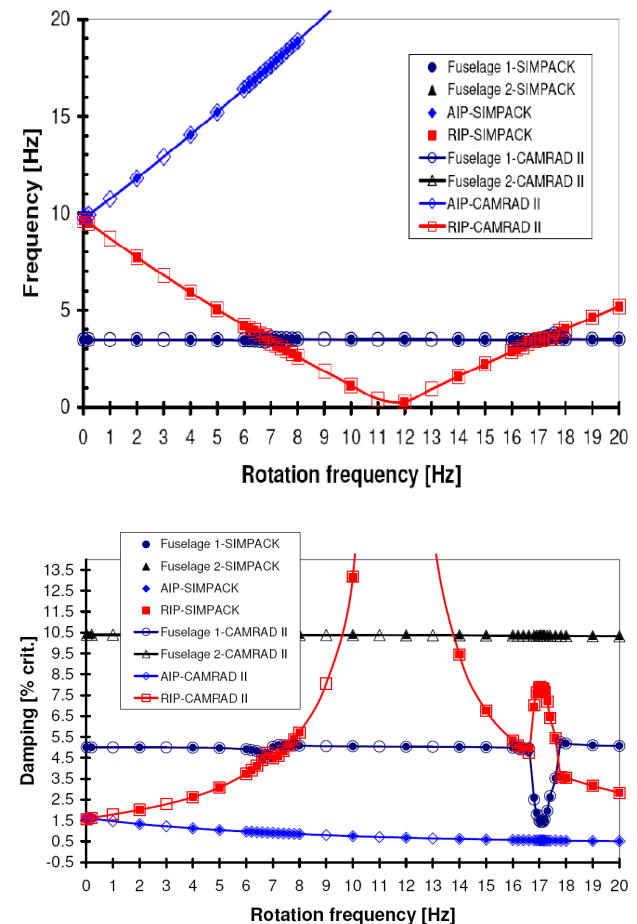 20
15
10
5
0
Frequency [Hz]
Fuselage 1-SIMPACK
Fuselage 2-SIMPACK
AIP-SIMPACK
RIP-SIMPACK
Fuselage 1-CAMRAD II
Fuselage 2-CAMRAD II
AIP-CAMRAD II
RIP-CAMRAD II
0 1 2 3 4 5 6 7 8 9 10 11 12 13 14 15 16 17 18 19 20
Rotation frequency [Hz]
Fuselage 1-SIMPACK
Fuselage 2-SIMPACK
AIP-SIMPACK
RIP-SIMPACK
Fuselage 1-CAMRAD II
Fuselage 2-CAMRAD II
AIP-CAMRAD II
RIP-CAMRAD II
13.5
12.5
11.5
10.5
9.5
8.5
7.5
6.5
5.5
4.5
3.5
2.5
1.5
0.5
-0.5
Damping [% crit.]
0 1 2 3 4 5 6 7 8 9 10 11 12 13 14 15 16 17 18 19 20
Rotation frequency [Hz]